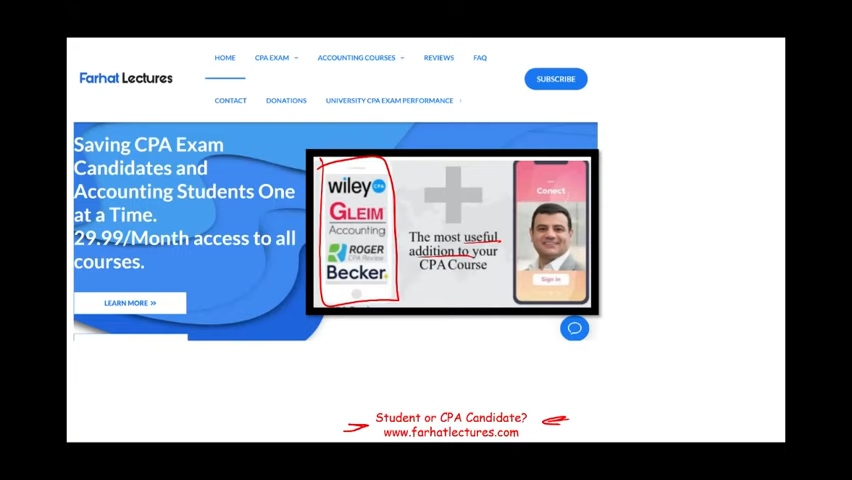 HOME CPA EXAM ACCOUNTING COURSES REVIEWS FAQ
Farhat Lectures
SUBSCRIBE
CONTACT DONATIONS UNIVERSITY CPA EXAM PERFORMANCE
Saving CPA Exam
Candidates and
Accounting Students One
at a Time.
29.99/Month access to all
courses.
LEARN MORE »
wiley CPA
GLEIM
Accounting
ROGER
CPA Review
Becker.
The most useful
addition to your
CPA Course
Conect
Sign in
Student or CPA Candidate?
www.farhatlectures.com